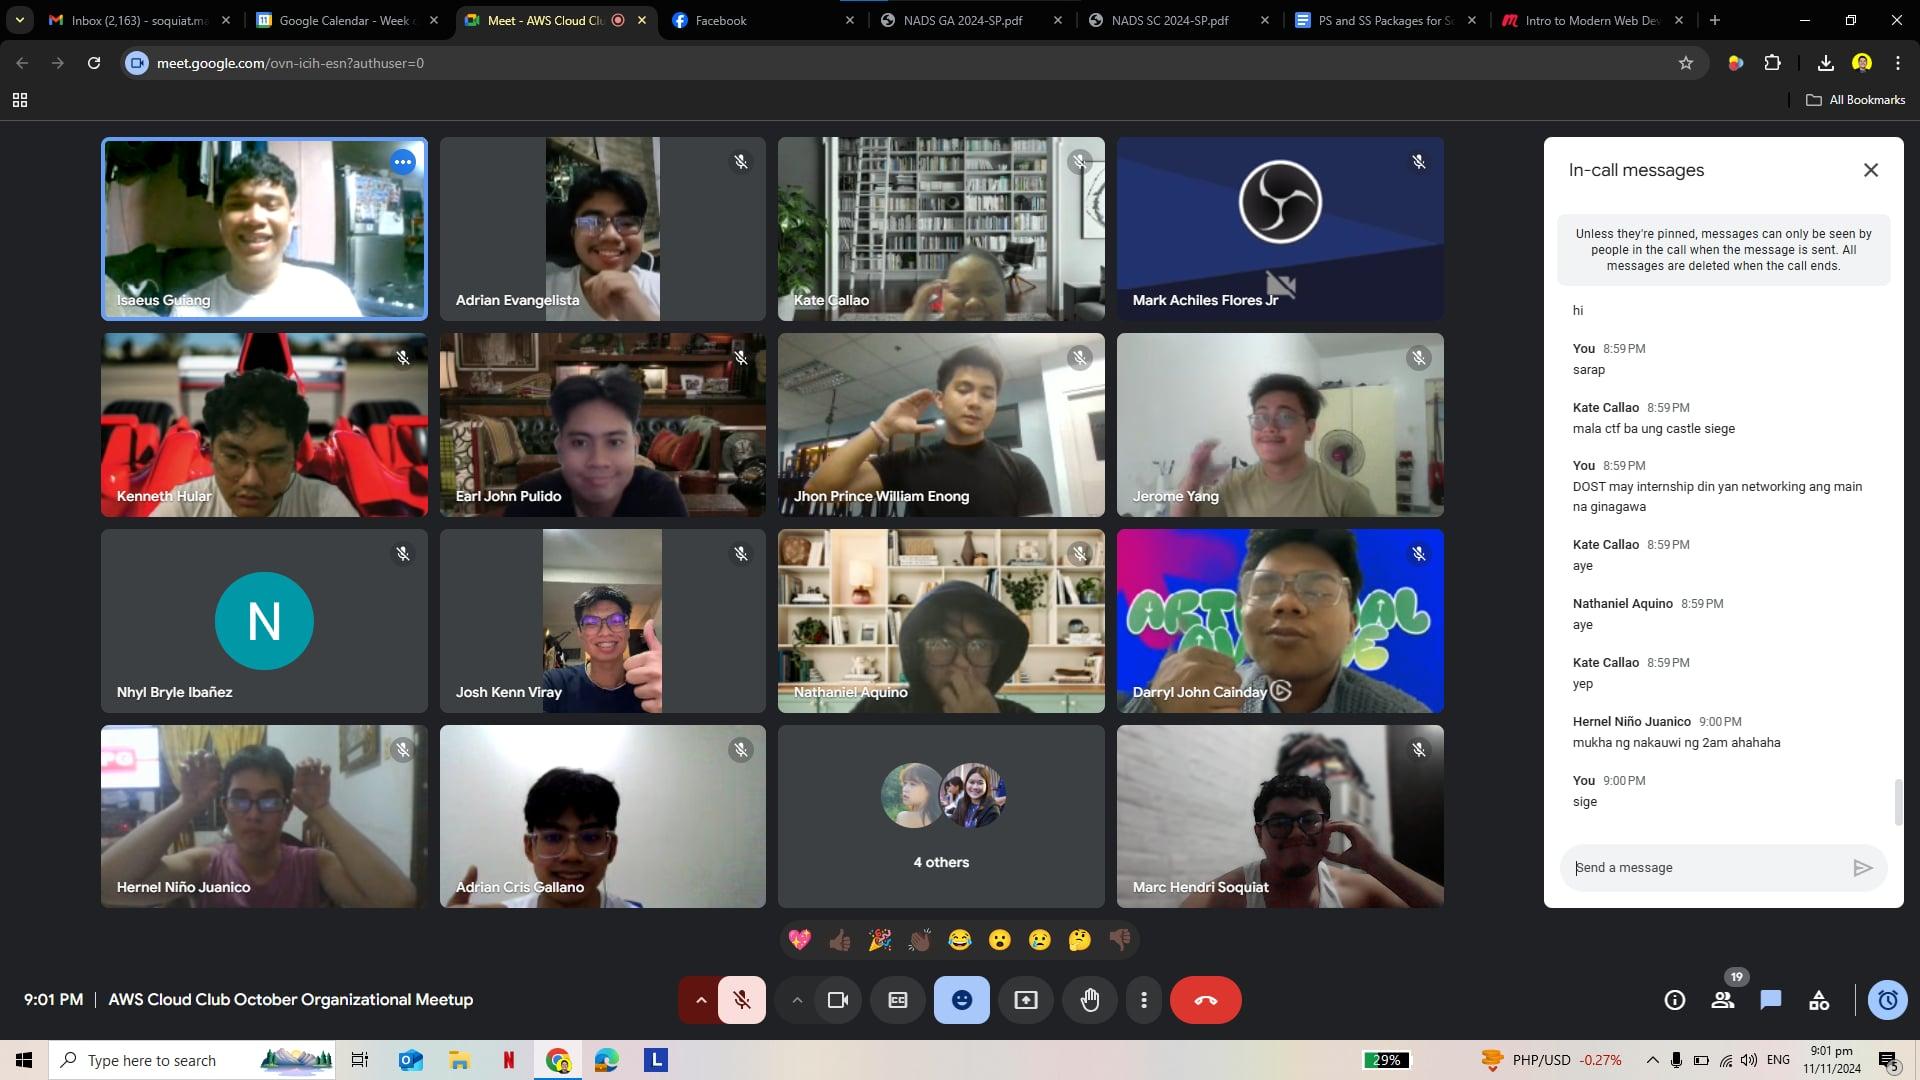 Inbox (2,163) - soquiat.ma
Google Calendar - Week o
Meet - AWS Cloud Clu
Facebook
NADS GA 2024-SP.pdf
NADS SC 2024-SP.pdf
PS and SS Packages for Sc
Intro to Modern Web Dev
meet.google.com/ovn-icih-esn?authuser=0
All Bookmarks
Isaeus Guiang
Adrian Evangelista
Kate Callao
Mark Achiles Flores Jr
Kenneth Hular
Earl John Pulido
Jhon Prince William Enong
Jerome Yang
N
Nhyl Bryle Ibañez
Josh Kenn Viray
Nathaniel Aquino
Darryl John Cainday
Hernel Niño Juanico
Adrian Cris Gallano
4 others
Marc Hendri Soquiat
In-call messages
Unless they're pinned, messages can only be seen by
people in the call when the message is sent. All
messages are deleted when the call ends.
hi
You 8:59 PM
sarap
Kate Callao 8:59 PM
mala ctf ba ung castle siege
You 8:59 PM
DOST may internship din yan networking ang main
na ginagawa
Kate Callao 8:59 PM
aye
Nathaniel Aquino 8:59 PM
aye
Kate Callao 8:59 PM
yep
Hernel Niño Juanico 9:00 PM
mukha ng nakauwi ng 2am ahahaha
You 9:00 PM
sige
Send a message
9:01 PM | AWS Cloud Club October Organizational Meetup
19
Type here to search
N
L
29%
PHP/USD -0.27%
ENG
9:01 pm
11/11/2024
5